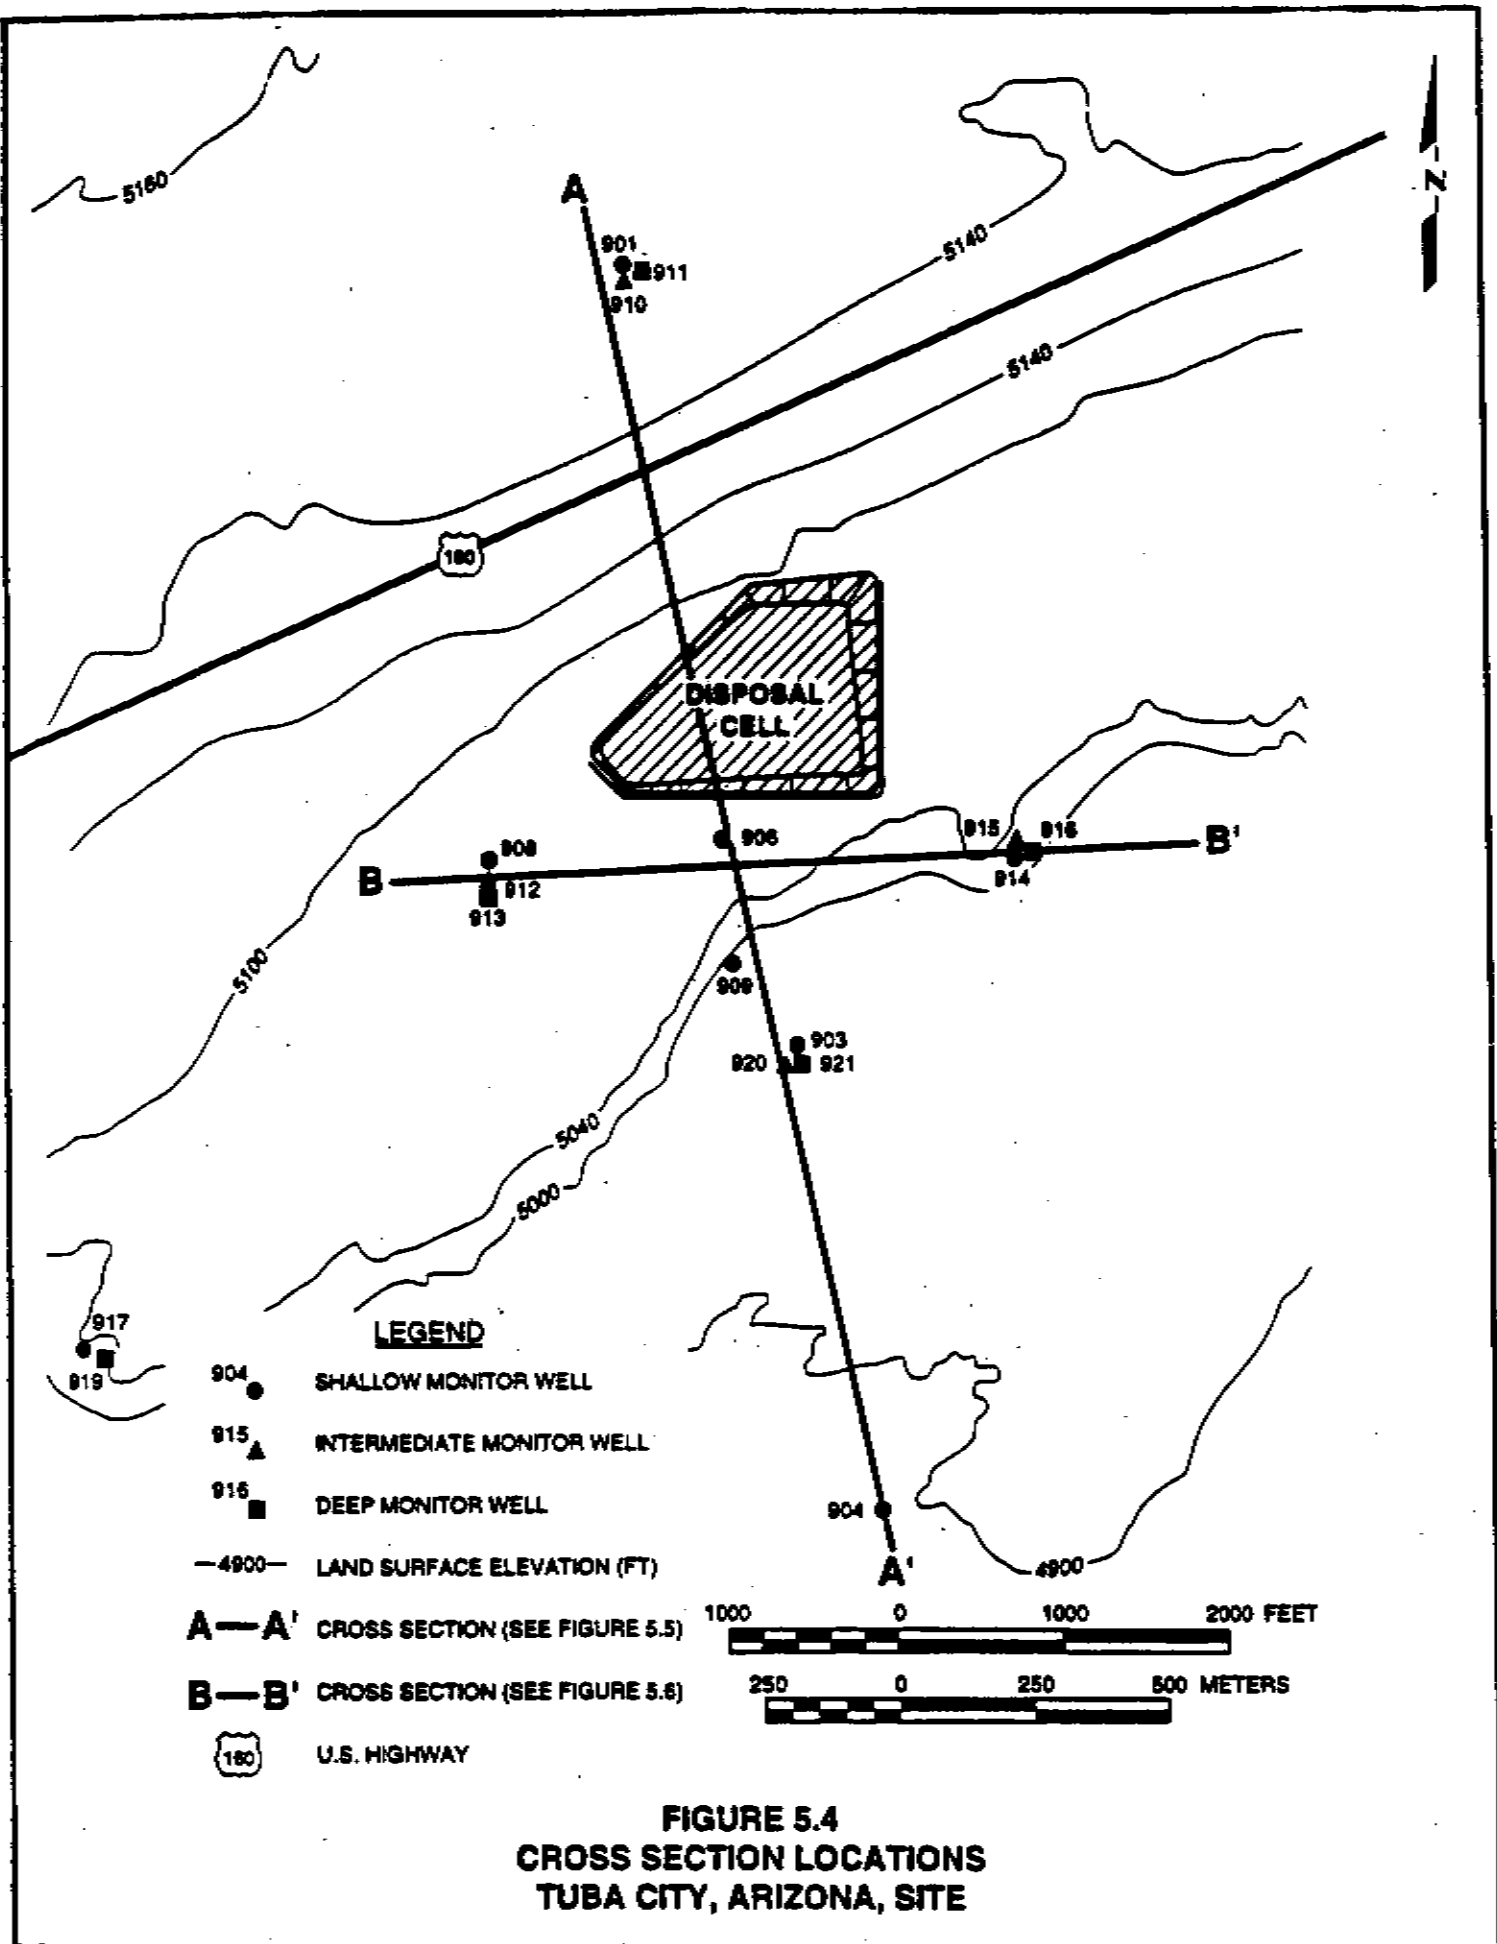 5160
A
901
911
910
5140
N
5140
160
DISPOSAL
CELL
906
908
912
913
B
915
916
914
B'
5100
909
903
920
921
5040
5000
917
919
904
A'
4900
LEGEND
904 SHALLOW MONITOR WELL
915 INTERMEDIATE MONITOR WELL
916 DEEP MONITOR WELL
4900 LAND SURFACE ELEVATION (FT)
A — A' CROSS SECTION (SEE FIGURE 5.5)
B — B' CROSS SECTION (SEE FIGURE 5.6)
160 U.S. HIGHWAY
1000 0 1000 2000 FEET
250 0 250 500 METERS
FIGURE 5.4
CROSS SECTION LOCATIONS
TUBA CITY, ARIZONA, SITE